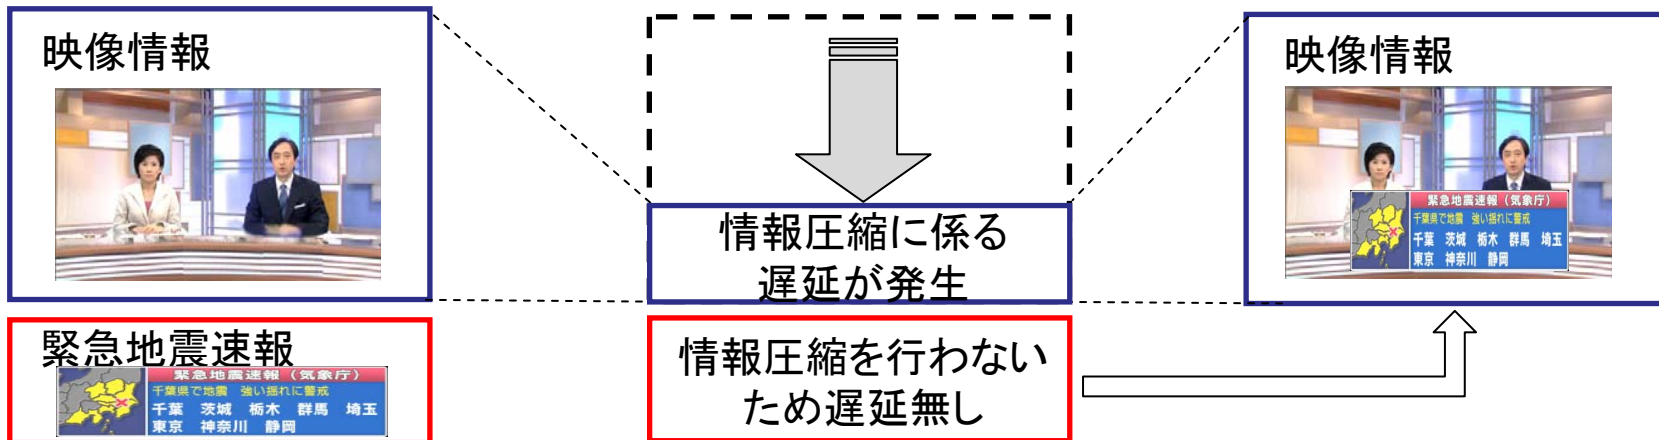 映像情報
情報圧縮に係る
遅延が発生
映像情報
緊急地震速報(気象庁)
千葉県で地震 強い揺れに警戒
千葉 茨城 栃木 群馬 埼玉
東京 神奈川 静岡
緊急地震速報
緊急地震速報(気象庁)
千葉県で地震 強い揺れに警戒
千葉 茨城 栃木 群馬 埼玉
東京 神奈川 静岡
情報圧縮を行わない
ため遅延無し